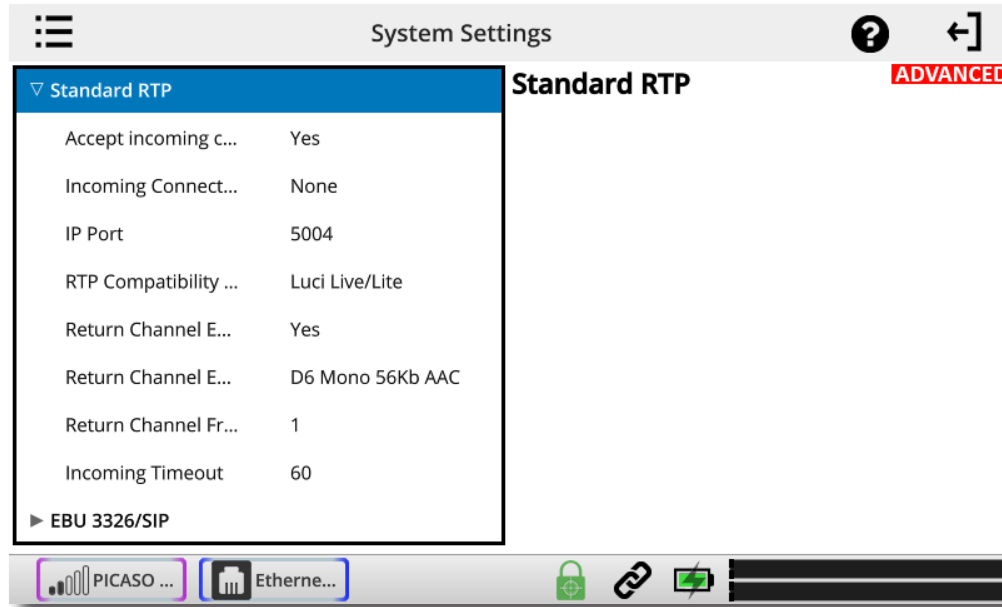 System Settings
?
▽ Standard RTP
Accept incoming c... Yes
Incoming Connect... None
IP Port 5004
RTP Compatibility ... Luci Live/Lite
Return Channel E... Yes
Return Channel E... D6 Mono 56Kb AAC
Return Channel Fr... 1
Incoming Timeout 60
▶ EBU 3326/SIP
Standard RTP
ADVANCED
PICASO ...
Etherne...